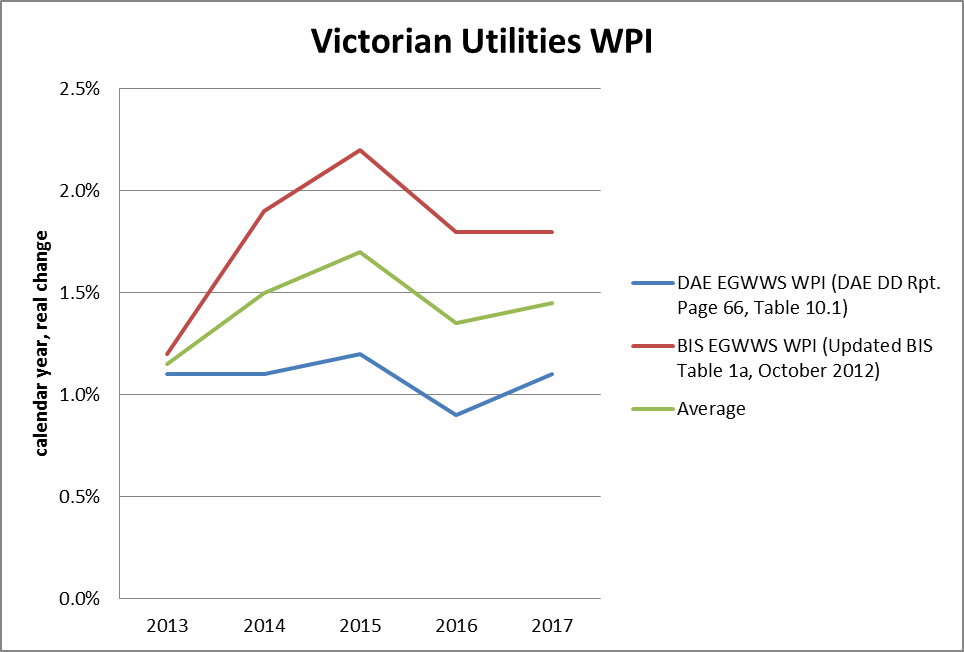 Victorian Utilities WPI
calendar year, real change
2.5%
2.0%
1.5%
1.0%
0.5%
0.0%
2013 2014 2015 2016 2017
DAE EGWWS WPI (DAE DD Rpt.
Page 66, Table 10.1)
BIS EGWWS WPI (Updated BIS
Table 1a, October 2012)
Average